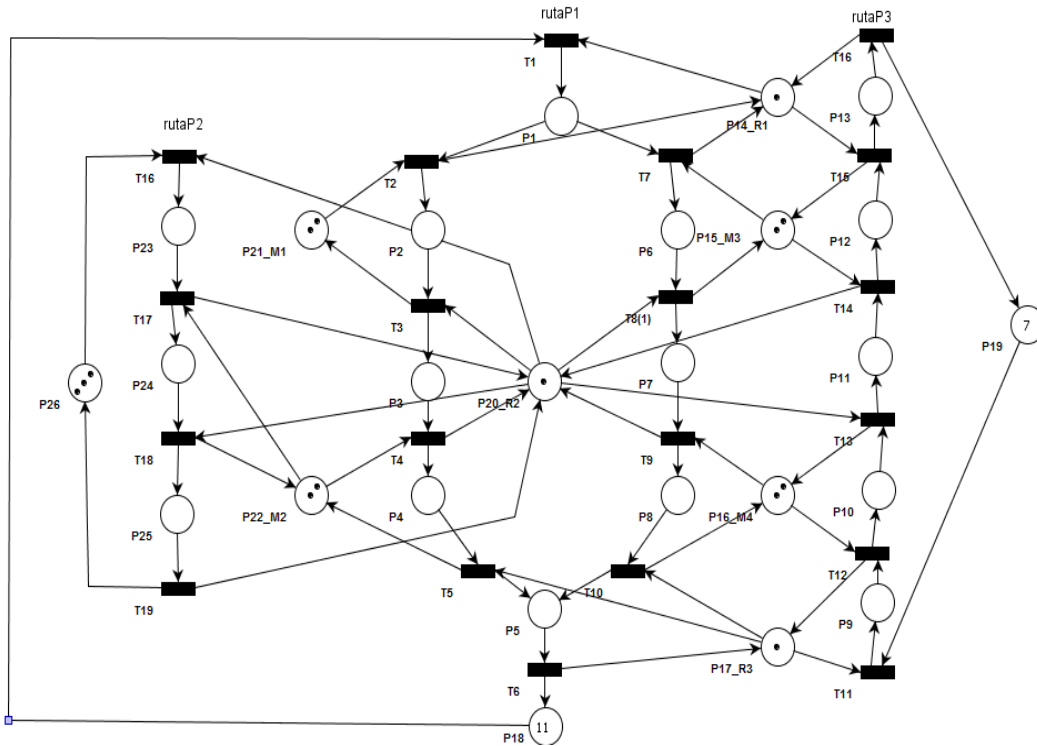 rutaP1
rutaP3
T1
T16
P13
P14_R1
P1
rutaP2
T16
T2
T7
T15
P23
P21_M1
P2
P6
P15_M3
P12
T17
T3
T8(1)
T14
7
P19
P24
P26
P3
P20_R2
P7
P11
T18
T4
T9
T13
P22_M2
P4
P8
P16_M4
P10
P25
T19
T5
T10
T12
P5
P9
T6
P17_R3
T11
11
P18